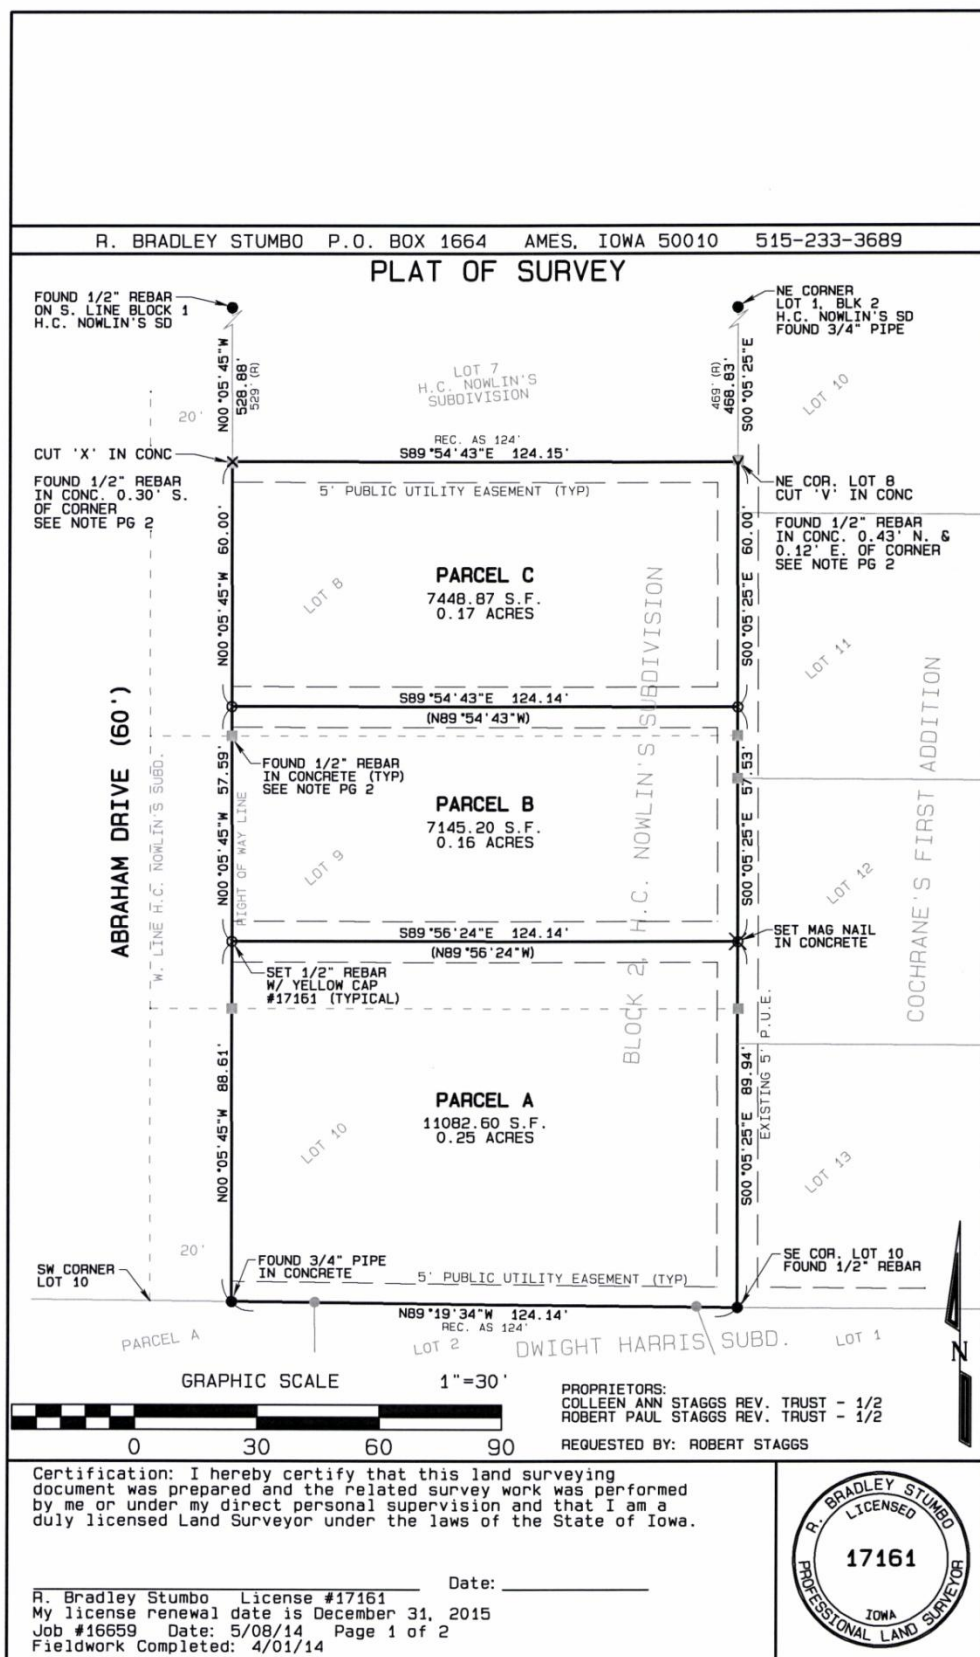 R. BRADLEY STUMBO P.O. BOX 1664 AMES, IOWA 50010 515-233-3689
PLAT OF SURVEY
FOUND 1/2" REBAR
ON S. LINE BLOCK 1
H.C. NOWLIN'S SD
NE CORNER
LOT 1, BLK 2
H.C. NOWLIN'S SD
FOUND 3/4" PIPE
N00°05'45"W
528.88'
529' (R)
LOT 7
H.C. NOWLIN'S
SUBDIVISION
469' (R)
468.83'
S00°05'25"E
LOT 10
20'
CUT 'X' IN CONC
FOUND 1/2" REBAR
IN CONC. 0.30' S.
OF CORNER
SEE NOTE PG 2
REC. AS 124'
S89°54'43"E 124.15'
NE COR. LOT 8
CUT 'V' IN CONC
FOUND 1/2" REBAR
IN CONC. 0.43' N. &
0.12' E. OF CORNER
SEE NOTE PG 2
5' PUBLIC UTILITY EASEMENT (TYP)
N00°05'45"W 60.00'
LOT 8
PARCEL C
7448.87 S.F.
0.17 ACRES
S00°05'25"E 60.00'
LOT 11
S89°54'43"E 124.14'
(N89°54'43"W)
ABRAHAM DRIVE (60')
W. LINE H.C. NOWLIN'S SUBD.
N00°05'45"W 57.59'
RIGHT OF WAY LINE
FOUND 1/2" REBAR
IN CONCRETE (TYP)
SEE NOTE PG 2
LOT 9
PARCEL B
7145.20 S.F.
0.16 ACRES
BLOCK 2, H.C. NOWLIN'S SUBDIVISION
S00°05'25"E 57.53'
LOT 12
COCHRANE'S FIRST ADDITION
S89°56'24"E 124.14'
(N89°56'24"W)
SET MAG NAIL
IN CONCRETE
SET 1/2" REBAR
W/ YELLOW CAP
#17161 (TYPICAL)
N00°05'45"W 88.61'
LOT 10
PARCEL A
11082.60 S.F.
0.25 ACRES
S00°05'25"E 89.94'
EXISTING 5' P.U.E.
LOT 13
20'
SW CORNER
LOT 10
FOUND 3/4" PIPE
IN CONCRETE
5' PUBLIC UTILITY EASEMENT (TYP)
SE COR. LOT 10
FOUND 1/2" REBAR
N89°19'34"W 124.14'
REC. AS 124'
PARCEL A
LOT 2
DWIGHT HARRIS SUBD.
LOT 1
N
GRAPHIC SCALE 1"=30'
0 30 60 90
PROPRIETORS:
COLLEEN ANN STAGGS REV. TRUST - 1/2
ROBERT PAUL STAGGS REV. TRUST - 1/2
REQUESTED BY: ROBERT STAGGS
Certification: I hereby certify that this land surveying
document was prepared and the related survey work was performed
by me or under my direct personal supervision and that I am a
duly licensed Land Surveyor under the laws of the State of Iowa.
Date:
R. Bradley Stumbo License #17161
My license renewal date is December 31, 2015
Job #16659 Date: 5/08/14 Page 1 of 2
Fieldwork Completed: 4/01/14
R. BRADLEY STUMBO
LICENSED
17161
IOWA
PROFESSIONAL LAND SURVEYOR